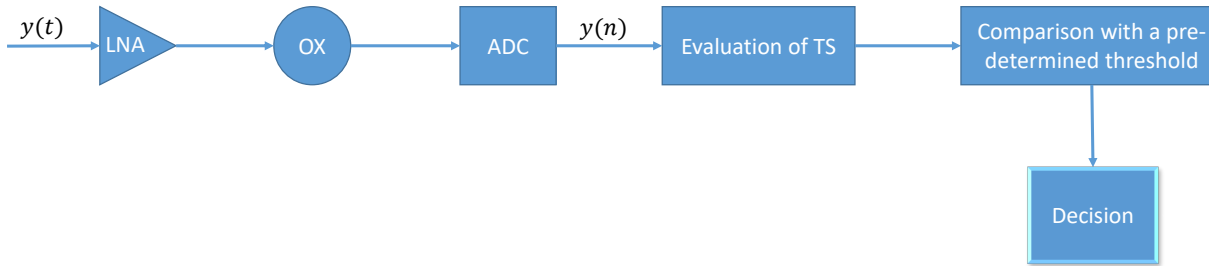 y(t)
LNA
OX
ADC
y(n)
Evaluation of TS
Comparison with a pre-
determined threshold
Decision